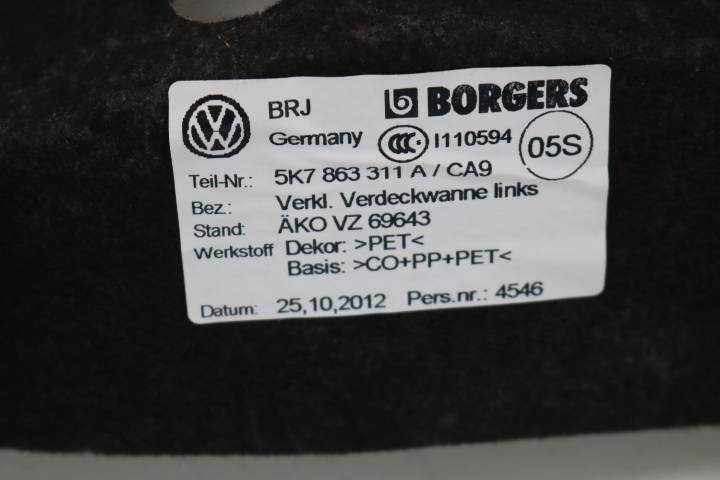 BRJ BORGERS
Germany CCC I110594 05S
Teil-Nr.: 5K7 863 311 A / CA9
Bez.: Verkl. Verdeckwanne links
Stand: ÄKO VZ 69643
Werkstoff Dekor: >PET<
Basis: >CO+PP+PET<
Datum: 25,10,2012 Pers.nr.: 4546